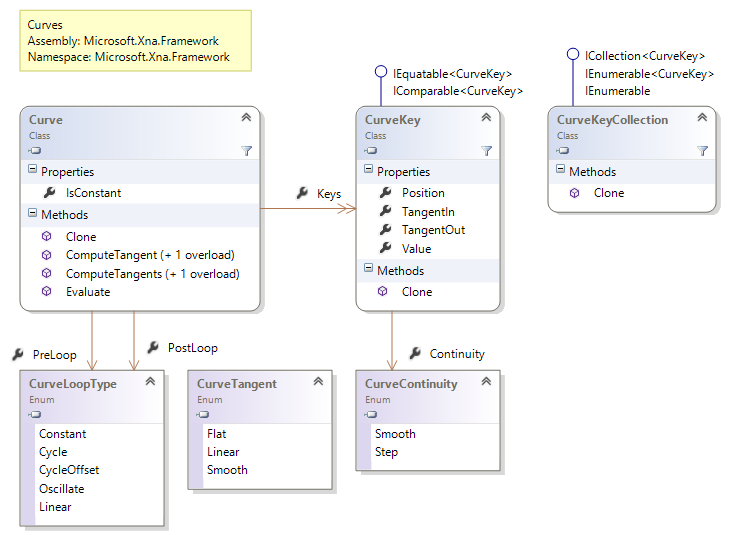 Curves
Assembly: Microsoft.Xna.Framework
Namespace: Microsoft.Xna.Framework
IEquatable<CurveKey>
IComparable<CurveKey>
ICollection<CurveKey>
IEnumerable<CurveKey>
IEnumerable
Curve
Class
Properties
IsConstant
Methods
Clone
ComputeTangent (+ 1 overload)
ComputeTangents (+ 1 overload)
Evaluate
Keys
CurveKey
Class
Properties
Position
TangentIn
TangentOut
Value
Methods
Clone
CurveKeyCollection
Class
Methods
Clone
PreLoop
PostLoop
Continuity
CurveLoopType
Enum
Constant
Cycle
CycleOffset
Oscillate
Linear
CurveTangent
Enum
Flat
Linear
Smooth
CurveContinuity
Enum
Smooth
Step